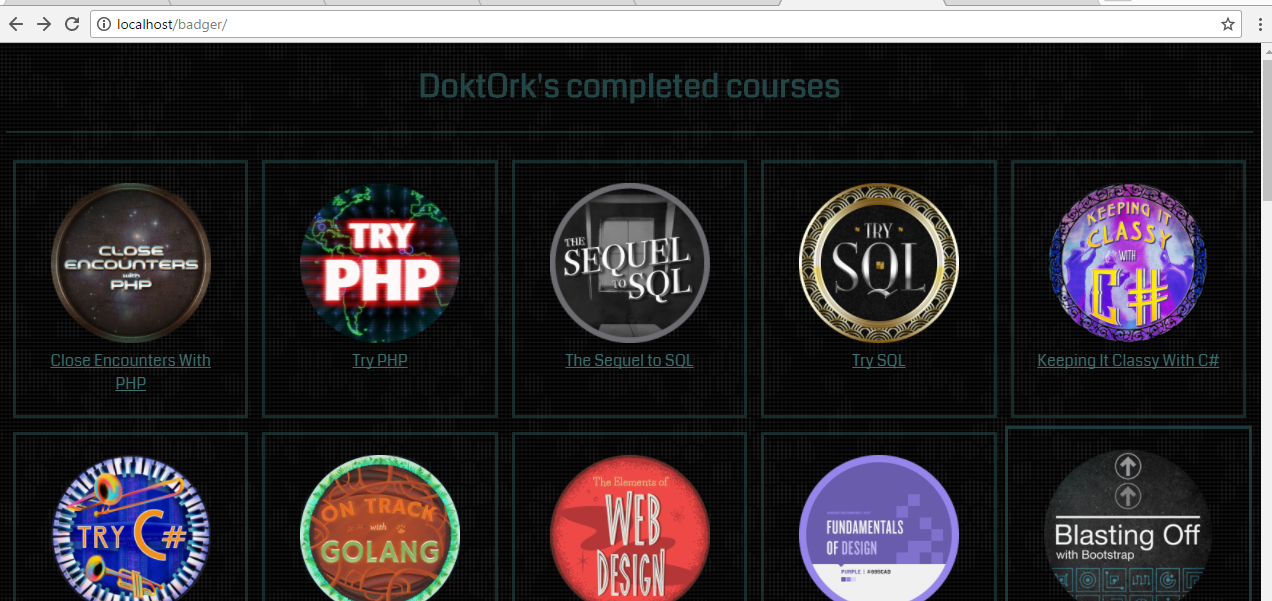 localhost/badger/
DoktOrk's completed courses
CLOSE
ENCOUNTERS
with
PHP
Close Encounters With
PHP
TRY
PHP
Try PHP
THE
SEQUEL
TO
SQL
The Sequel to SQL
TRY
SQL
Try SQL
KEEPING IT
CLASSY
WITH
C#
Keeping It Classy With C#
TRY C#
ON TRACK
with
GOLANG
The Elements of
WEB
DESIGN
FUNDAMENTALS
OF DESIGN
PURPLE | #895CAD
Blasting Off
with Bootstrap